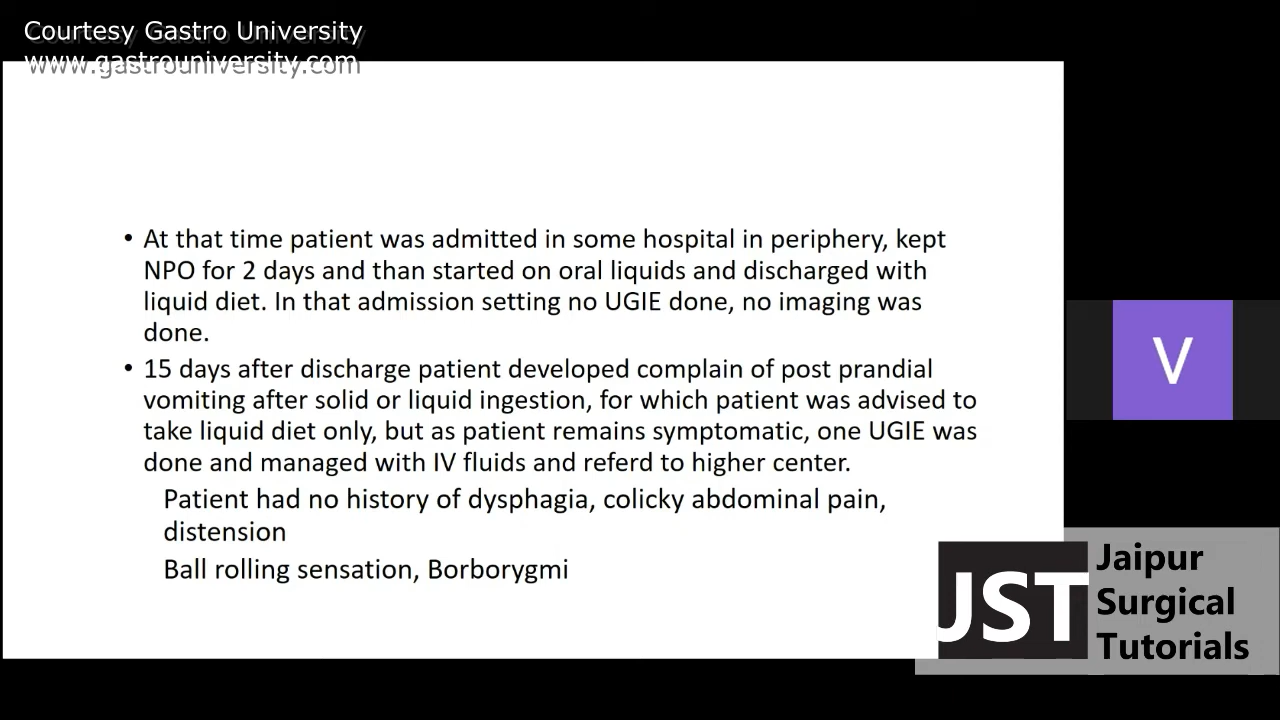 Courtesy Gastro University
www.gastrouniversity.com
• At that time patient was admitted in some hospital in periphery, kept
NPO for 2 days and than started on oral liquids and discharged with
liquid diet. In that admission setting no UGIE done, no imaging was
done.
• 15 days after discharge patient developed complain of post prandial
vomiting after solid or liquid ingestion, for which patient was advised to
take liquid diet only, but as patient remains symptomatic, one UGIE was
done and managed with IV fluids and referd to higher center.
Patient had no history of dysphagia, colicky abdominal pain,
distension
Ball rolling sensation, Borborygmi
V
JST
Jaipur
Surgical
Tutorials